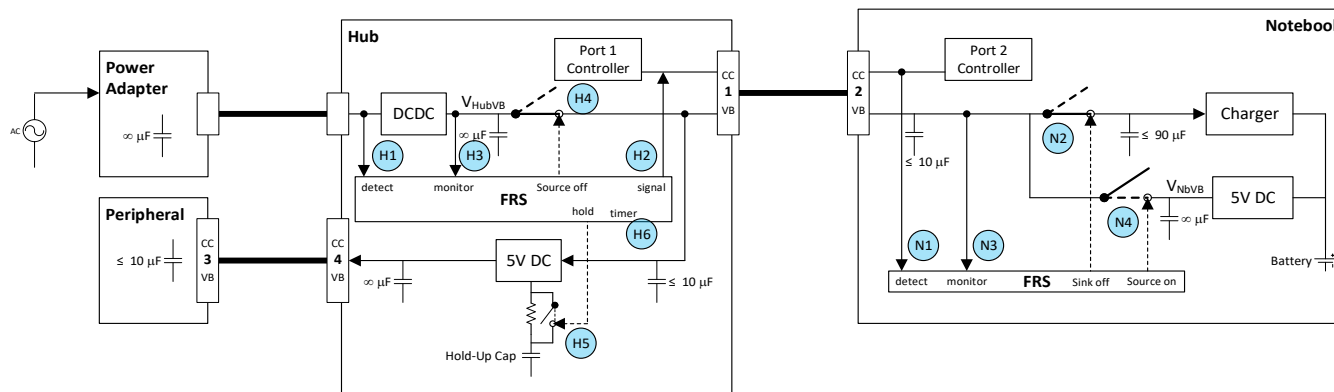 Hub
Notebook
Power
Adapter
AC
∞ µF
Port 1
Controller
CC
1
VB
CC
2
VB
Port 2
Controller
DCDC
V_HubVB
∞ µF
H4
H1
H3
H2
detect
monitor
Source off
signal
FRS
hold
timer
H6
≤ 10 µF
N2
≤ 90 µF
Charger
V_NbVB
∞ µF
5V DC
N4
N1
N3
Battery
detect
monitor
FRS
Sink off
Source on
Peripheral
≤ 10 µF
CC
3
VB
CC
4
VB
∞ µF
5V DC
≤ 10 µF
H5
Hold-Up Cap